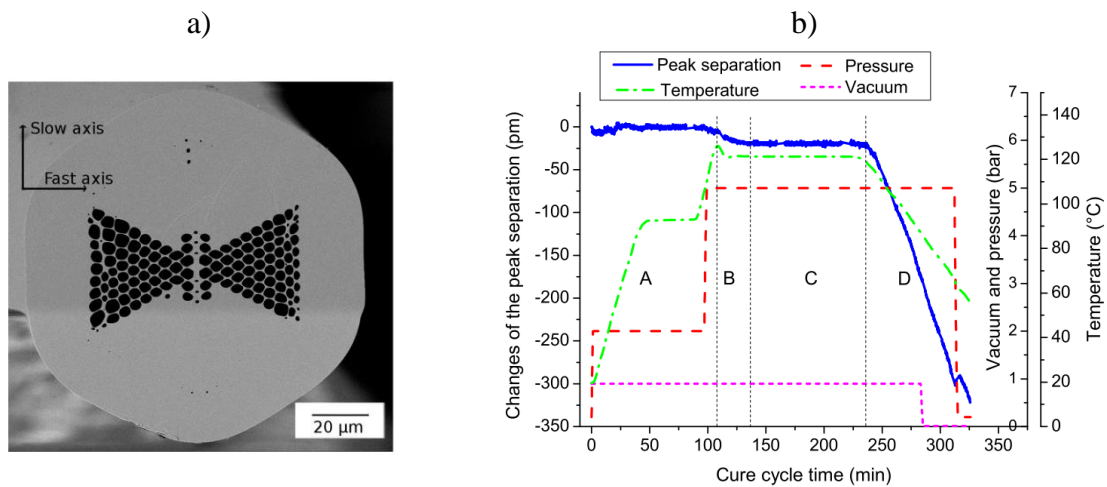 a)
b)
Slow axis
Fast axis
20 µm
Peak separation
Pressure
Temperature
Vacuum
Changes of the peak separation (pm)
0
-50
-100
-150
-200
-250
-300
-350
A
B
C
D
7
6
5
4
3
2
1
0
Vacuum and pressure (bar)
140
120
100
80
60
40
20
0
Temperature (°C)
0 50 100 150 200 250 300 350
Cure cycle time (min)